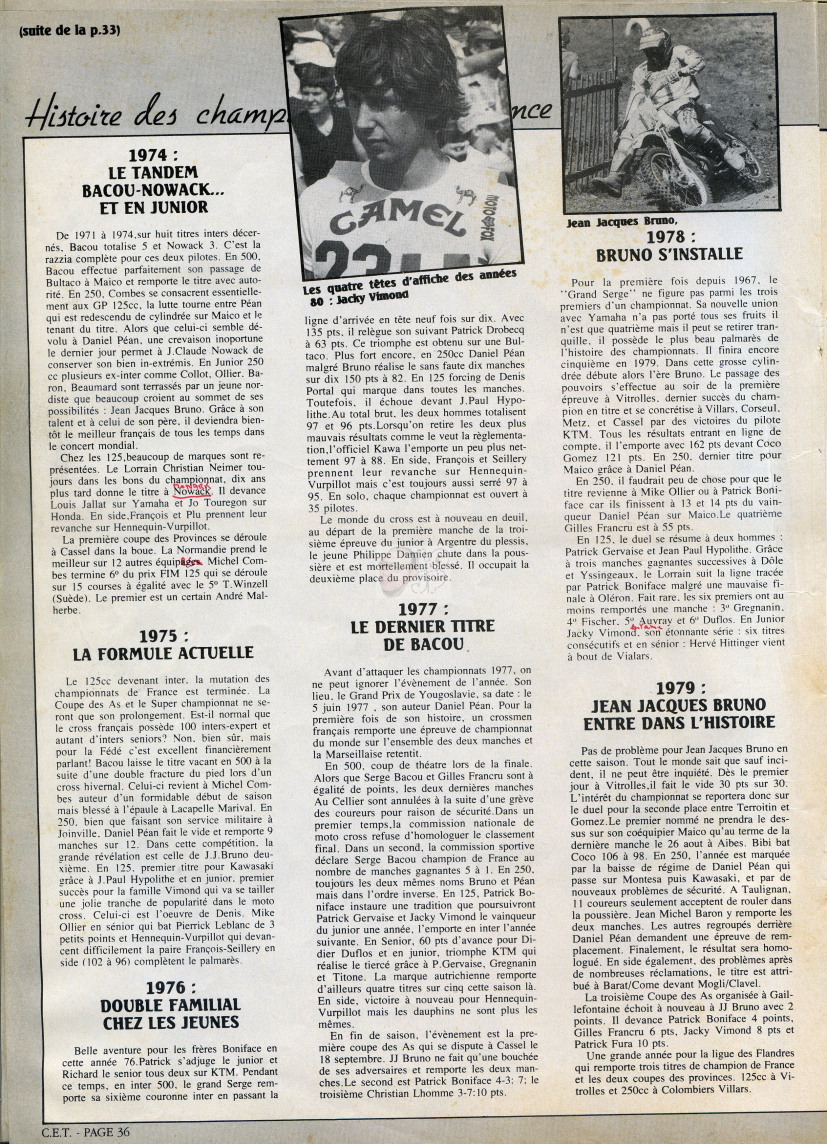 (suite de la p.33)
Histoire des champ
nce
1974 :
LE TANDEM
BACOU-NOWACK...
ET EN JUNIOR
De 1971 à 1974,sur huit titres inters décer-
nés, Bacou totalise 5 et Nowack 3. C'est la
razzia complète pour ces deux pilotes. En 500,
Bacou effectue parfaitement son passage de
Bultaco à Maico et remporte le titre avec auto-
rité. En 250, Combes se consacrent essentielle-
ment aux GP 125cc, la lutte tourne entre Péan
qui est redescendu de cylindrée sur Maico et le
tenant du titre. Alors que celui-ci semble dé-
volu à Daniel Péan, une crevaison inoportune
le dernier jour permet à J.Claude Nowack de
conserver son bien in-extrémis. En Junior 250
cc plusieurs ex-inter comme Collot, Ollier, Ba-
ron, Beaumard sont terrassés par un jeune nor-
diste que beaucoup croient au sommet de ses
possibilités : Jean Jacques Bruno. Grâce à son
talent et à celui de son père, il deviendra bien-
tôt le meilleur français de tous les temps dans
le concert mondial.
Chez les 125,beaucoup de marques sont re-
présentées. Le Lorrain Christian Neimer tou-
jours dans les bons du championnat, dix ans
plus tard donne le titre à Nowack. Il devance
Louis Jallat sur Yamaha et Jo Touregon sur
Honda. En side,François et Plu prennent leur
revanche sur Hennequin-Vurpillot.
La première coupe des Provinces se déroule
à Cassel dans la boue. La Normandie prend le
meilleur sur 12 autres équipées. Michel Com-
bes termine 6º du prix FIM 125 qui se déroule
sur 15 courses à égalité avec le 5º T.Winzell
(Suède). Le premier est un certain André Mal-
herbe.
1975 :
LA FORMULE ACTUELLE
Le 125cc devenant inter, la mutation des
championnats de France est terminée. La
Coupe des As et le Super championnat ne se-
ront que son prolongement. Est-il normal que
le cross français possède 100 inters-expert et
autant d'inters seniors? Non, bien sûr, mais
pour la Fédé c'est excellent financièrement
parlant! Bacou laisse le titre vacant en 500 à la
suite d'une double fracture du pied lors d'un
cross hivernal. Celui-ci revient à Michel Com-
bes auteur d'un formidable début de saison
mais blessé à l'épaule à Lacapelle Marival. En
250, bien que faisant son service militaire à
Joinville, Daniel Péan fait le vide et remporte 9
manches sur 12. Dans cette compétition, la
grande révélation est celle de J.J.Bruno deu-
xième. En 125, premier titre pour Kawasaki
grâce à J.Paul Hypolithe et en junior, premier
succès pour la famille Vimond qui va se tailler
une jolie tranche de popularité dans le moto
cross. Celui-ci est l'oeuvre de Denis. Mike
Ollier en sénior qui bat Pierrick Leblanc de 3
petits points et Hennequin-Vurpillot qui devan-
cent difficilement la paire François-Seillery en
side (102 à 96) complètent le palmarès.
1976 :
DOUBLE FAMILIAL
CHEZ LES JEUNES
Belle aventure pour les frères Boniface en
cette année 76.Patrick s'adjuge le junior et
Richard le senior tous deux sur KTM. Pendant
ce temps, en inter 500, le grand Serge rem-
porte sa sixième couronne inter en passant la
CAMEL
MOTO FOX
Les quatre têtes d'affiche des années
80 : Jacky Vimond
ligne d'arrivée en tête neuf fois sur dix. Avec
135 pts, il relègue son suivant Patrick Drobecq
à 63 pts. Ce triomphe est obtenu sur une Bul-
taco. Plus fort encore, en 250cc Daniel Péan
malgré Bruno réalise le sans faute dix manches
sur dix 150 pts à 82. En 125 forcing de Denis
Portal qui marque dans toutes les manches.
Toutefois, il échoue devant J.Paul Hypo-
lithe.Au total brut, les deux hommes totalisent
97 et 96 pts.Lorsqu'on retire les deux plus
mauvais résultats comme le veut la règlementa-
tion,l'officiel Kawa l'emporte un peu plus net-
tement 97 à 88. En side, François et Seillery
prennent leur revanche sur Hennequin-
Vurpillot mais c'est toujours aussi serré 97 à
95. En solo, chaque championnat est ouvert à
35 pilotes.
Le monde du cross est à nouveau en deuil,
au départ de la première manche de la troi-
sième épreuve du junior à Argentre du plessis,
le jeune Philippe Damien chute dans la pous-
sière et est mortellement blessé. Il occupait la
deuxième place du provisoire.
1977 :
LE DERNIER TITRE
DE BACOU
Avant d'attaquer les championnats 1977, on
ne peut ignorer l'évènement de l'année. Son
lieu, le Grand Prix de Yougoslavie, sa date : le
5 juin 1977 , son auteur Daniel Péan. Pour la
première fois de son histoire, un crossmen
français remporte une épreuve de championnat
du monde sur l'ensemble des deux manches et
la Marseillaise retentit.
En 500, coup de théatre lors de la finale.
Alors que Serge Bacou et Gilles Francru sont à
égalité de points, les deux dernières manches
Au Cellier sont annulées à la suite d'une grève
des coureurs pour raison de sécurité.Dans un
premier temps,la commission nationale de
moto cross refuse d'homologuer le classement
final. Dans un second, la commission sportive
déclare Serge Bacou champion de France au
nombre de manches gagnantes 5 à 1. En 250,
toujours les deux mêmes noms Bruno et Péan
mais dans l'ordre inverse. En 125, Patrick Bo-
niface instaure une tradition que poursuivront
Patrick Gervaise et Jacky Vimond le vainqueur
du junior une année, l'emporte en inter l'année
suivante. En Senior, 60 pts d'avance pour Di-
dier Duflos et en junior, triomphe KTM qui
réalise le tiercé grâce à P.Gervaise, Gregnanin
et Titone. La marque autrichienne remporte
d'ailleurs quatre titres sur cinq cette saison là.
En side, victoire à nouveau pour Hennequin-
Vurpillot mais les dauphins ne sont plus les
mêmes.
En fin de saison, l'évènement est la pre-
mière coupe des As qui se dispute à Cassel le
18 septembre. JJ Bruno ne fait qu'une bouchée
de ses adversaires et remporte les deux man-
ches.Le second est Patrick Boniface 4-3: 7; le
troisième Christian Lhomme 3-7:10 pts.
Jean Jacques Bruno,
1978 :
BRUNO S'INSTALLE
Pour la première fois depuis 1967, le
"Grand Serge" ne figure pas parmi les trois
premiers d'un championnat. Sa nouvelle union
avec Yamaha n'a pas porté tous ses fruits il
n'est que quatrième mais il peut se retirer tran-
quille, il possède le plus beau palmarès de
l'histoire des championnats. Il finira encore
cinquième en 1979. Dans cette grosse cylin-
drée débute alors l'ère Bruno. Le passage des
pouvoirs s'effectue au soir de la première
épreuve à Vitrolles, dernier succès du cham-
pion en titre et se concrétise à Villars, Corseul,
Metz, et Cassel par des victoires du pilote
KTM. Tous les résultats entrant en ligne de
compte, il l'emporte avec 162 pts devant Coco
Gomez 121 pts. En 250, dernier titre pour
Maico grâce à Daniel Péan.
En 250, il faudrait peu de chose pour que le
titre revienne à Mike Ollier ou à Patrick Boni-
face car ils finissent à 13 et 14 pts du vain-
queur Daniel Péan sur Maico.Le quatrième
Gilles Francru est à 55 pts.
En 125, le duel se résume à deux hommes :
Patrick Gervaise et Jean Paul Hypolithe. Grâce
à trois manches gagnantes successives à Dôle
et Yssingeaux, le Lorrain suit la ligne tracée
par Patrick Boniface malgré une mauvaise fi-
nale à Oléron. Fait rare, les six premiers ont au
moins remportés une manche : 3º Gregnanin,
4º Fischer, 5º Auvray et 6º Duflos. En Junior
Jacky Vimond, son étonnante série : six titres
consécutifs et en sénior : Hervé Hittinger vient
à bout de Vialars.
1979 :
JEAN JACQUES BRUNO
ENTRE DANS L'HISTOIRE
Pas de problème pour Jean Jacques Bruno en
cette saison. Tout le monde sait que sauf inci-
dent, il ne peut être inquiété. Dès le premier
jour à Vitrolles,il fait le vide 30 pts sur 30.
L'intérêt du championnat se reportera donc sur
le duel pour la seconde place entre Terroitin et
Gomez.Le premier nommé ne prendra le des-
sus sur son coéquipier Maico qu'au terme de la
dernière manche le 26 aout à Aibes. Bibi bat
Coco 106 à 98. En 250, l'année est marquée
par la baisse de régime de Daniel Péan qui
passe sur Montesa puis Kawasaki, et par de
nouveaux problèmes de sécurité. A Taulignan,
11 coureurs seulement acceptent de rouler dans
la poussière. Jean Michel Baron y remporte les
deux manches. Les autres regroupés derrière
Daniel Péan demandent une épreuve de rem-
placement. Finalement, le résultat sera homo-
logué. En side également, des problèmes après
de nombreuses réclamations, le titre est attri-
bué à Barat/Come devant Mogli/Clavel.
La troisième Coupe des As organisée à Gail-
lefontaine échoit à nouveau à JJ Bruno avec 2
points. Il devance Patrick Boniface 4 points,
Gilles Francru 6 pts, Jacky Vimond 8 pts et
Patrick Fura 10 pts.
Une grande année pour la ligue des Flandres
qui remporte trois titres de champion de France
et les deux coupes des provinces. 125cc à Vi-
trolles et 250cc à Colombiers Villars.
C.E.T. - PAGE 36